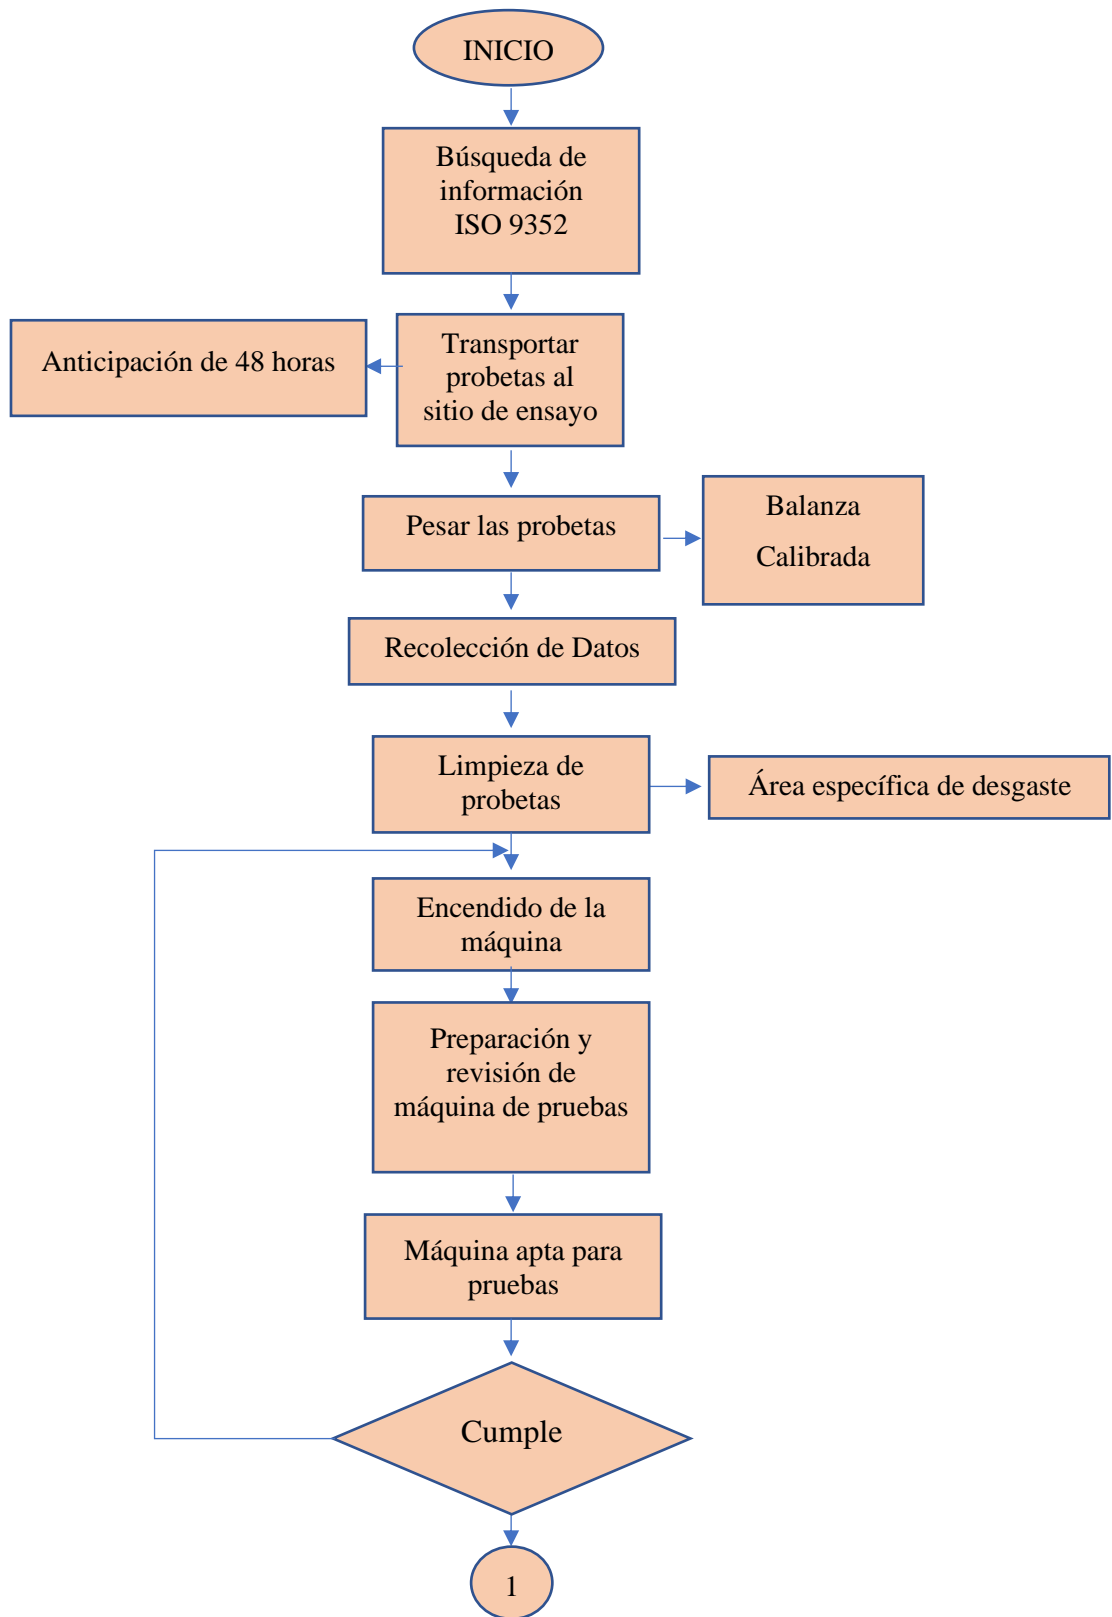 INICIO
Búsqueda de
información
ISO 9352
Anticipación de 48 horas
Transportar
probetas al
sitio de ensayo
Pesar las probetas
Balanza
Calibrada
Recolección de Datos
Limpieza de
probetas
Área específica de desgaste
Encendido de la
máquina
Preparación y
revisión de
máquina de pruebas
Máquina apta para
pruebas
Cumple
1